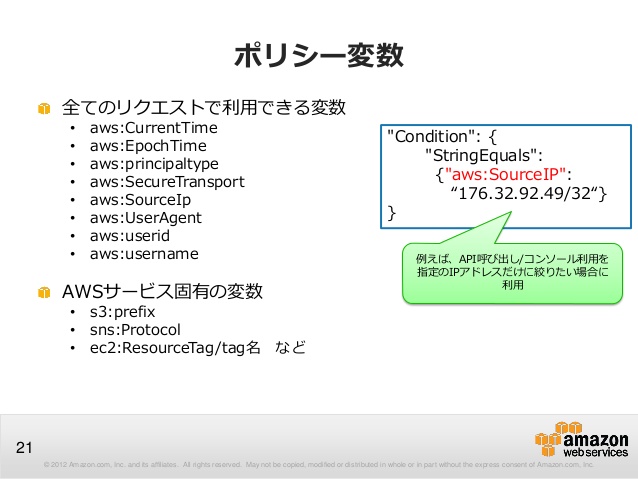 ポリシー変数
全てのリクエストで利用できる変数
• aws:CurrentTime
• aws:EpochTime
• aws:principaltype
• aws:SecureTransport
• aws:SourceIp
• aws:UserAgent
• aws:userid
• aws:username
AWSサービス固有の変数
• s3:prefix
• sns:Protocol
• ec2:ResourceTag/tag名 など
"Condition": {
"StringEquals":
{"aws:SourceIP":
“176.32.92.49/32“}
}
例えば、API呼び出し/コンソール利用を
指定のIPアドレスだけに絞りたい場合に
利用
21
amazon
web services
© 2012 Amazon.com, Inc. and its affiliates. All rights reserved. May not be copied, modified or distributed in whole or in part without the express consent of Amazon.com, Inc.